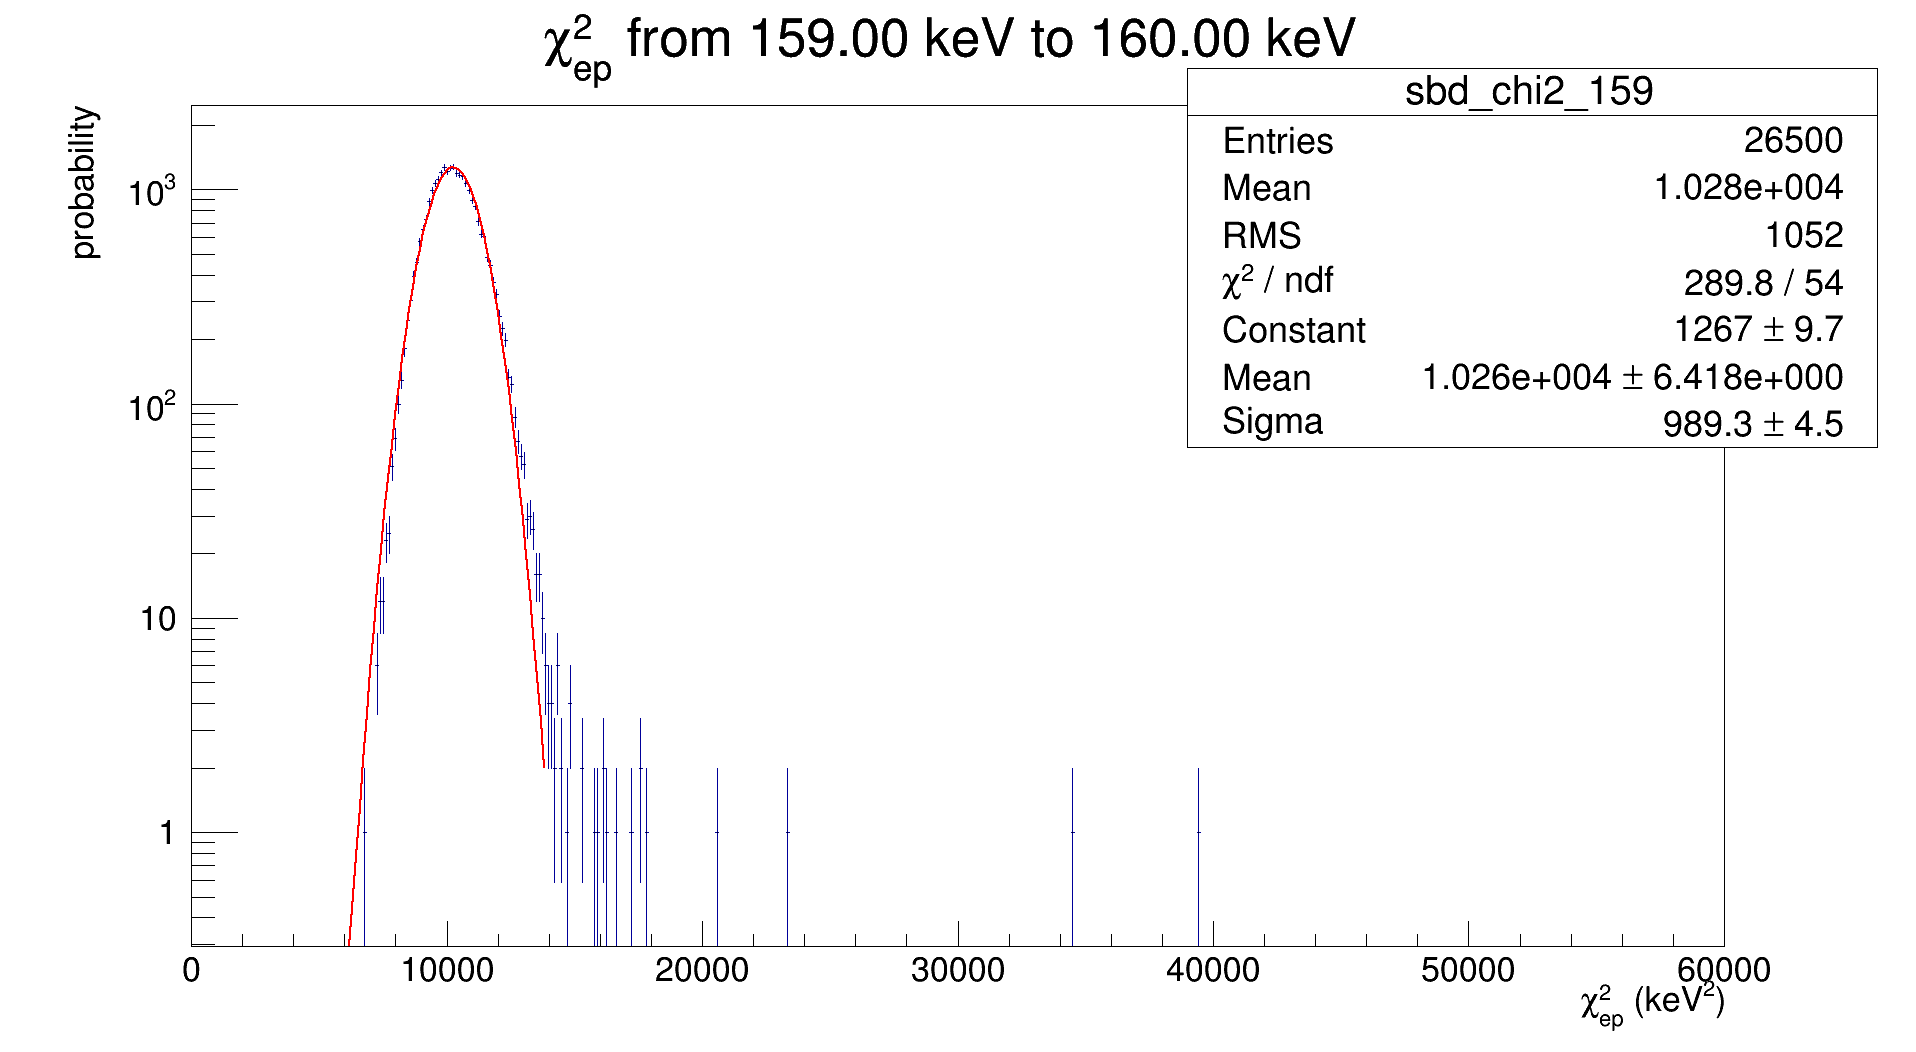 χ²ep from 159.00 keV to 160.00 keV
sbd_chi2_159
Entries 26500
Mean 1.028e+004
RMS 1052
χ² / ndf 289.8 / 54
Constant 1267 ± 9.7
Mean 1.026e+004 ± 6.418e+000
Sigma 989.3 ± 4.5
probability
10³
10²
10
1
0 10000 20000 30000 40000 50000 60000
χ²ep (keV²)